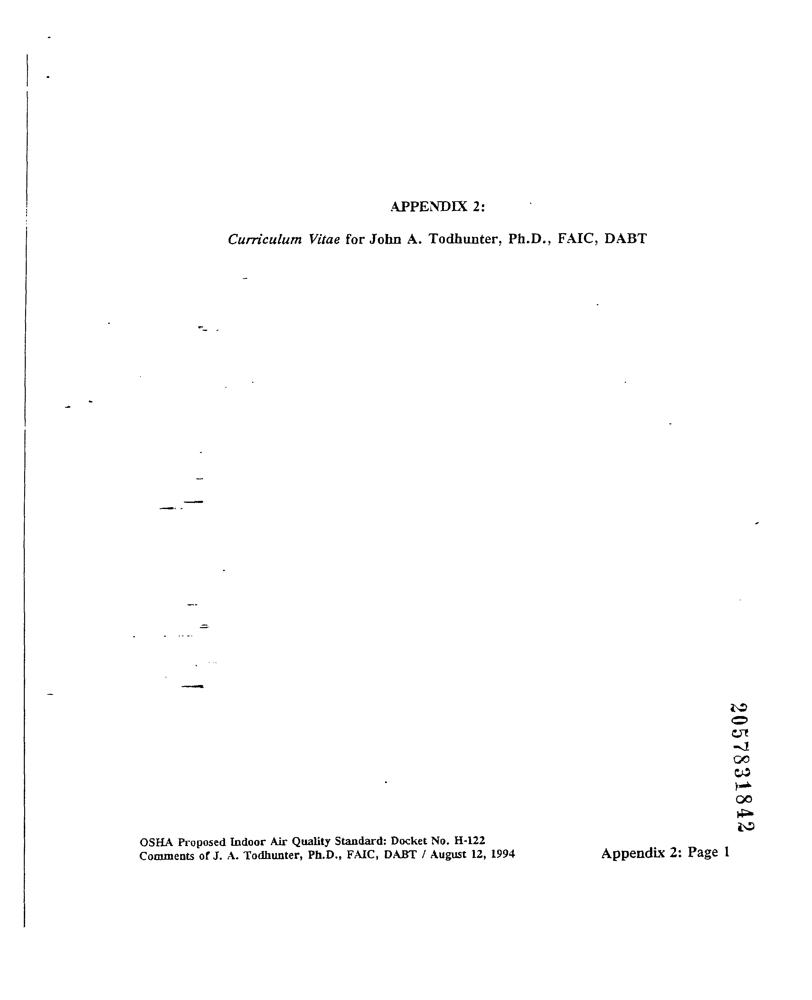 APPENDIX 2:
Curriculum Vitae for John A. Todhunter, Ph.D., FAIC, DABT
2057831842
OSHA Proposed Indoor Air Quality Standard: Docket No. H-122
Comments of J. A. Todhunter, Ph.D., FAIC, DABT / August 12, 1994
Appendix 2: Page 1